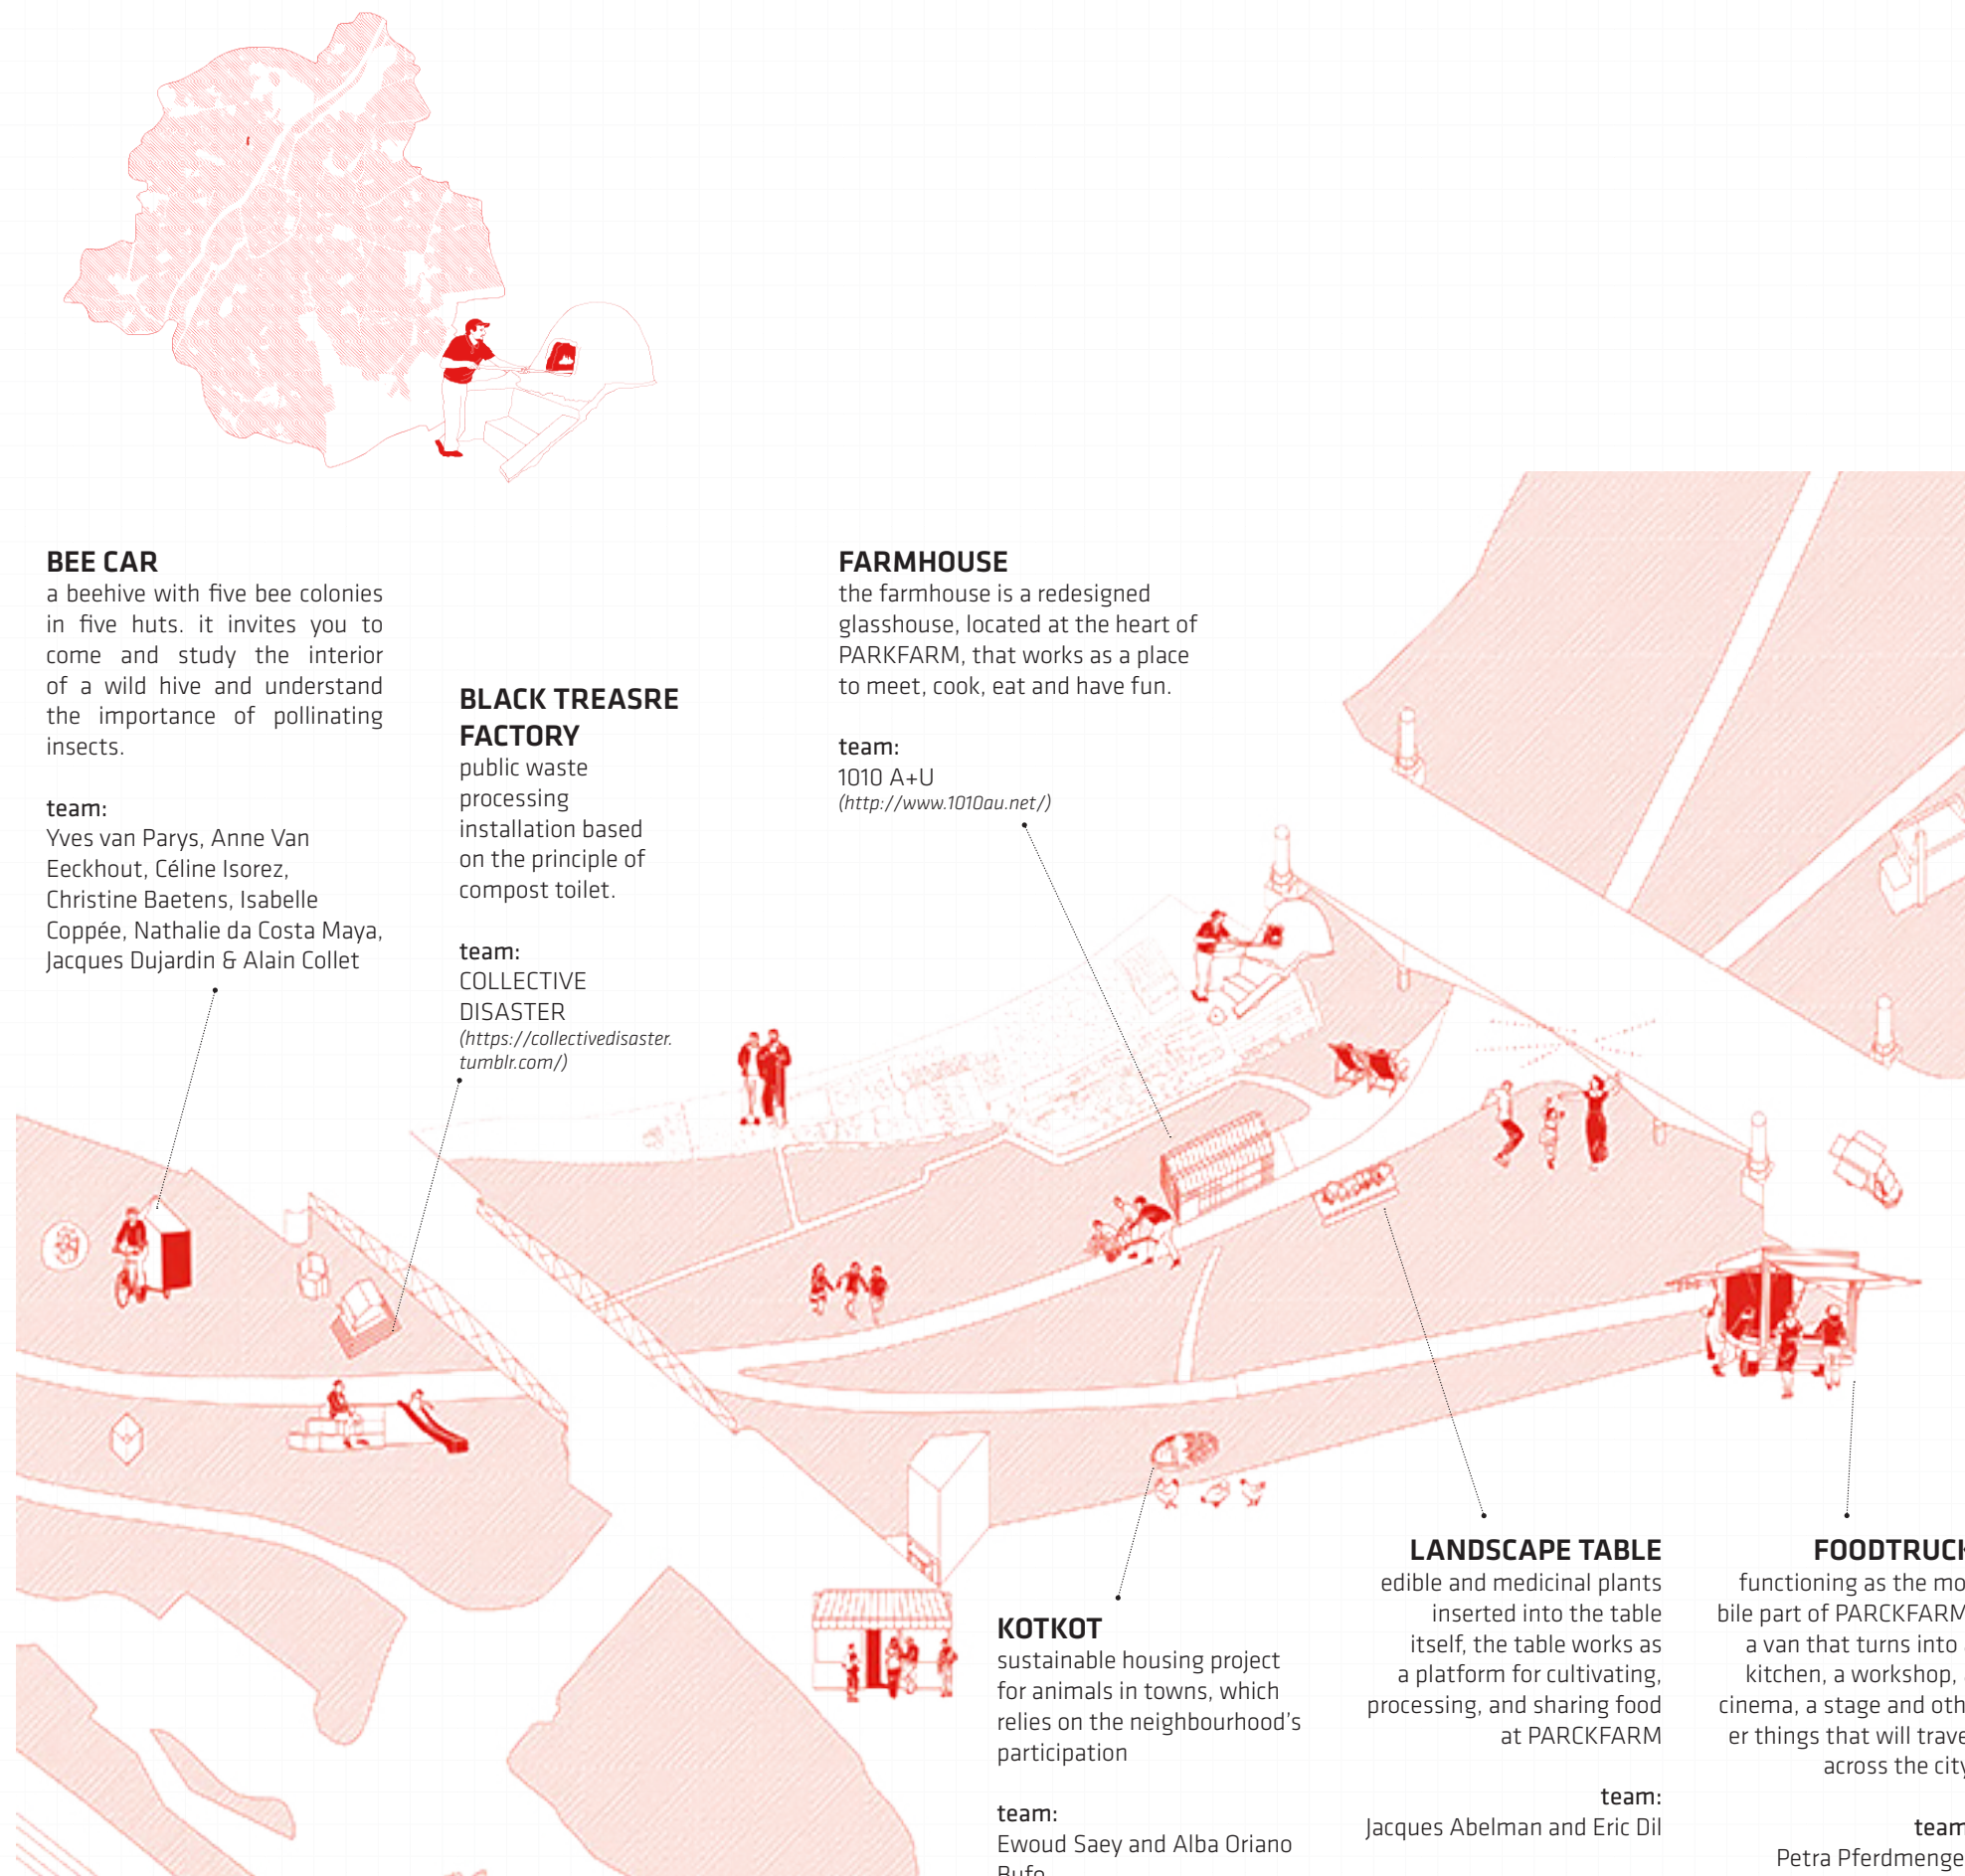 BEE CAR
a beehive with five bee colonies
in five huts. it invites you to
come and study the interior
of a wild hive and understand
the importance of pollinating
insects.
team:
Yves van Parys, Anne Van
Eeckhout, Céline Isorez,
Christine Baetens, Isabelle
Coppée, Nathalie da Costa Maya,
Jacques Dujardin & Alain Collet
BLACK TREASRE
FACTORY
public waste
processing
installation based
on the principle of
compost toilet.
team:
COLLECTIVE
DISASTER
(https://collectivedisaster.
tumblr.com/)
FARMHOUSE
the farmhouse is a redesigned
glasshouse, located at the heart of
PARKFARM, that works as a place
to meet, cook, eat and have fun.
team:
1010 A+U
(http://www.1010au.net/)
KOTKOT
sustainable housing project
for animals in towns, which
relies on the neighbourhood's
participation
team:
Ewoud Saey and Alba Oriano
LANDSCAPE TABLE
edible and medicinal plants
inserted into the table
itself, the table works as
a platform for cultivating,
processing, and sharing food
at PARCKFARM
team:
Jacques Abelman and Eric Dil
FOODTRUCK
functioning as the mo
bile part of PARCKFARM
a van that turns into
kitchen, a workshop,
cinema, a stage and oth
er things that will trave
across the city
team
Petra Pferdmenge